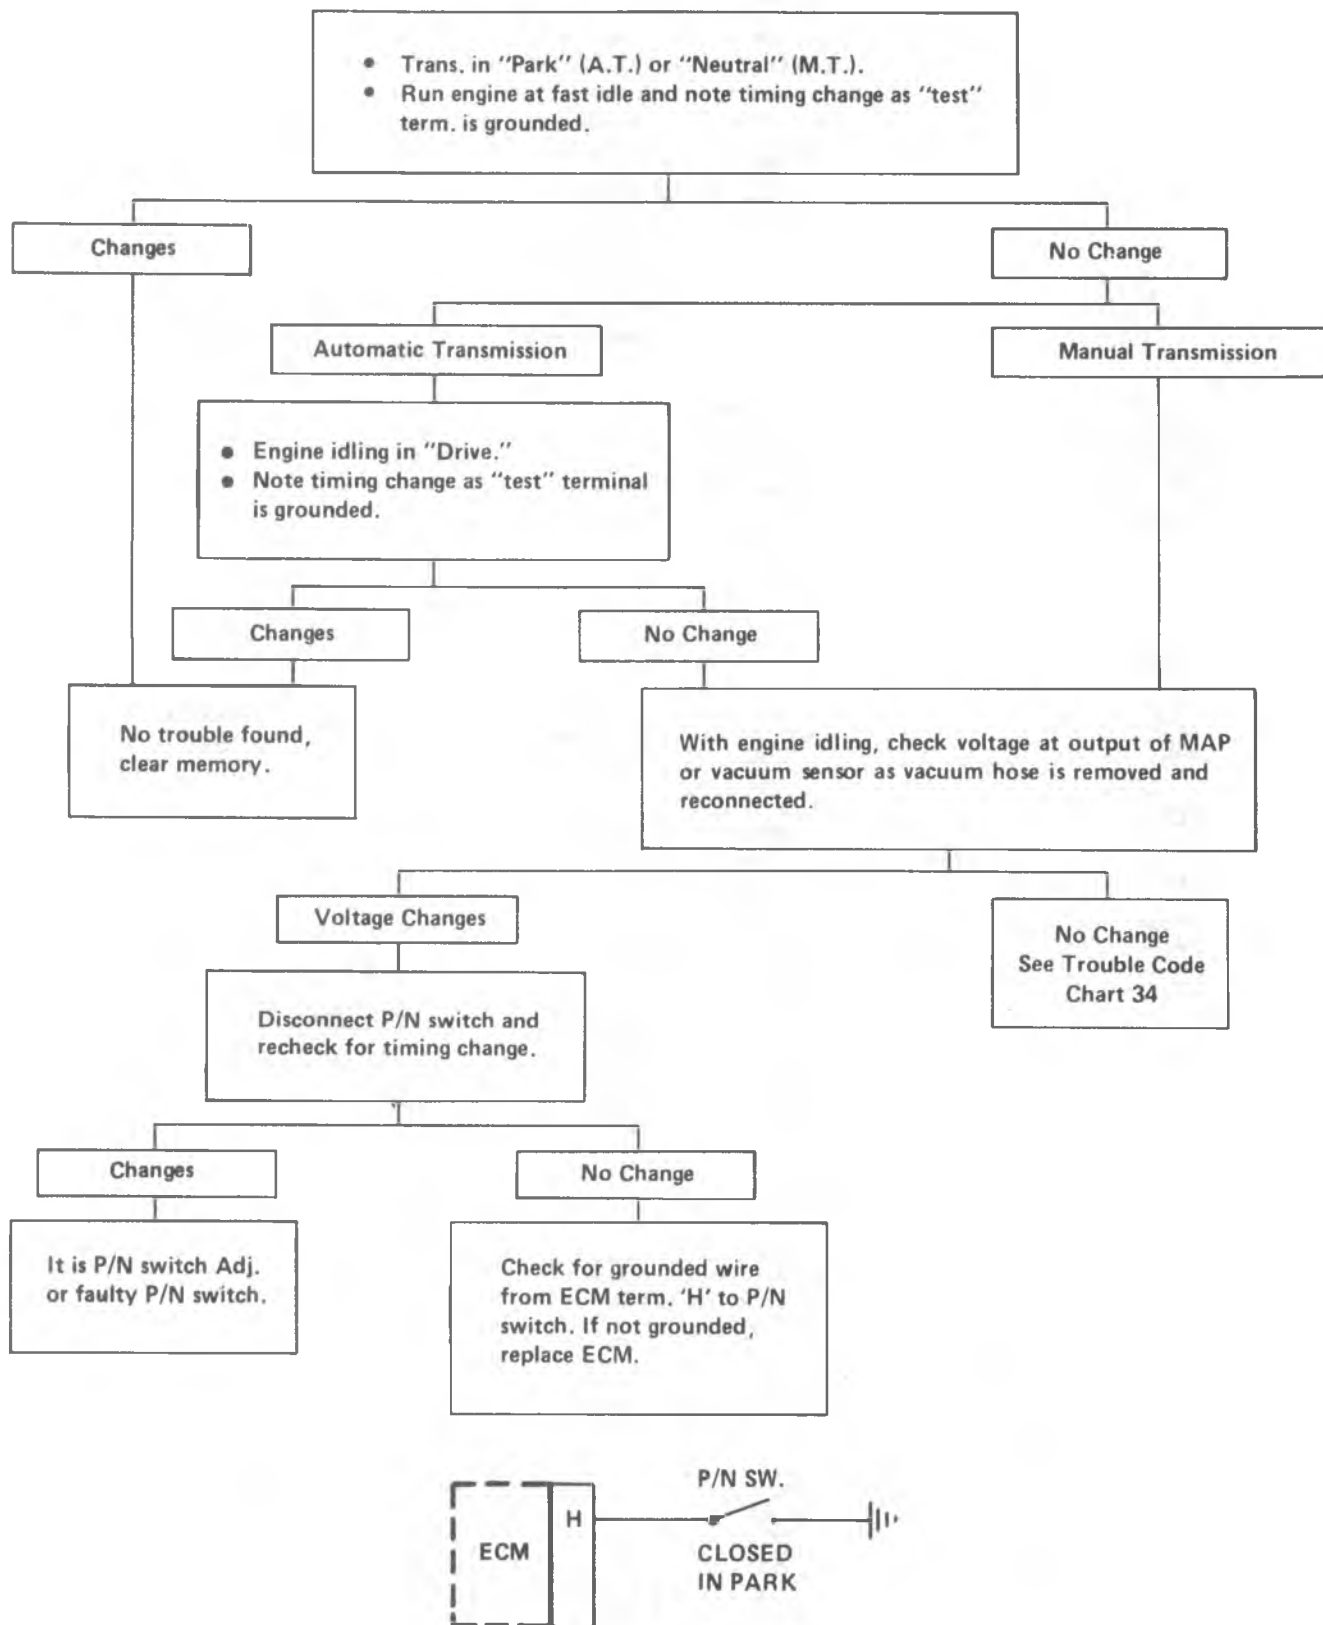 • Trans. in "Park" (A.T.) or "Neutral" (M.T.).
• Run engine at fast idle and note timing change as "test"
term. is grounded.
Changes
No Change
Automatic Transmission
Manual Transmission
• Engine idling in "Drive."
• Note timing change as "test" terminal
is grounded.
Changes
No Change
No trouble found,
clear memory.
With engine idling, check voltage at output of MAP
or vacuum sensor as vacuum hose is removed and
reconnected.
Voltage Changes
No Change
See Trouble Code
Chart 34
Disconnect P/N switch and
recheck for timing change.
Changes
No Change
It is P/N switch Adj.
or faulty P/N switch.
Check for grounded wire
from ECM term. 'H' to P/N
switch. If not grounded,
replace ECM.
P/N SW.
H
ECM
CLOSED
IN PARK